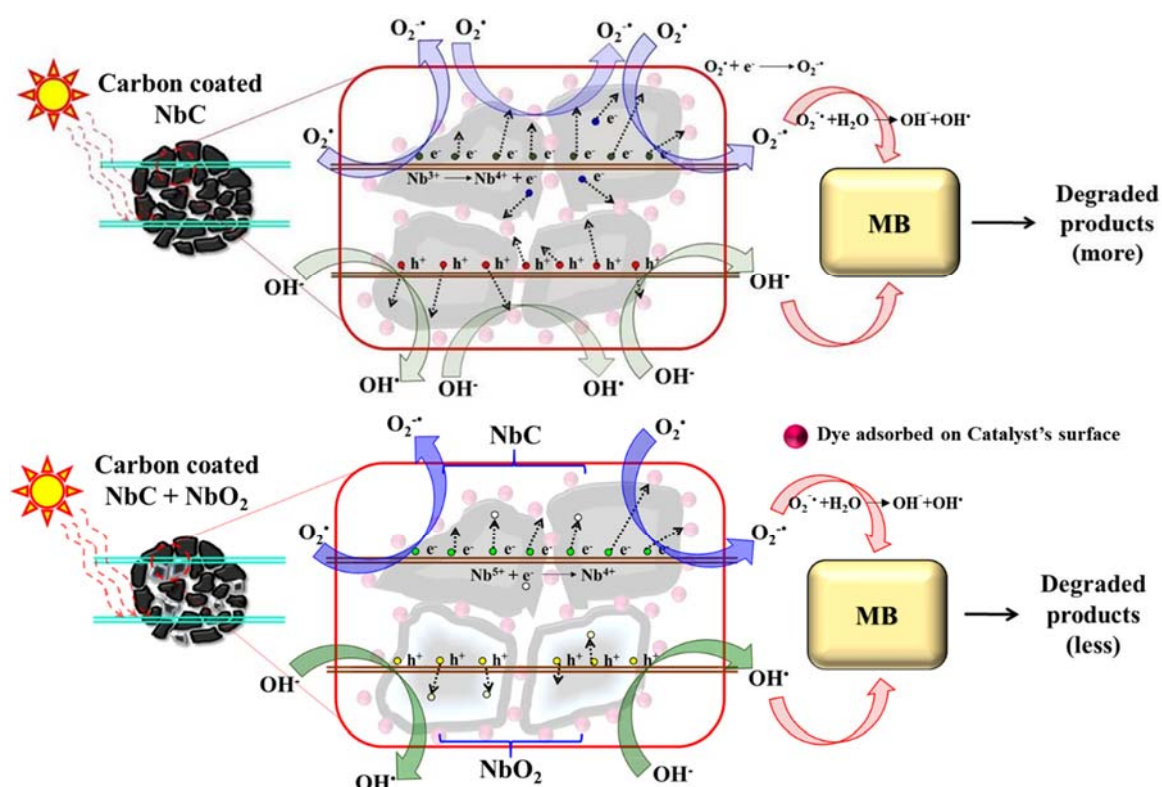 O₂⁻•
O₂•
O₂⁻•
O₂•
O₂•+ e⁻ → O₂⁻•
Carbon coated
NbC
O₂•
e⁻ e⁻ e⁻ e⁻ e⁻ e⁻ e⁻
e⁻
Nb³⁺ → Nb⁴⁺ + e⁻
e⁻
O₂⁻•
O₂⁻•+H₂O → OH⁻+OH•
MB
Degraded
products
(more)
h⁺ h⁺ h⁺ h⁺ h⁺ h⁺ h⁺
OH⁻
OH•
OH•
OH⁻
OH•
OH⁻
O₂⁻•
NbC
O₂•
Dye adsorbed on Catalyst's surface
Carbon coated
NbC + NbO₂
O₂•
e⁻ e⁻ e⁻ e⁻ e⁻ e⁻ e⁻
Nb⁵⁺ + e⁻ → Nb⁴⁺
O₂⁻•
O₂⁻•+H₂O → OH⁻+OH•
MB
Degraded
products
(less)
h⁺ h⁺ h⁺ h⁺ h⁺ h⁺
OH⁻
OH•
OH•
NbO₂
OH⁻